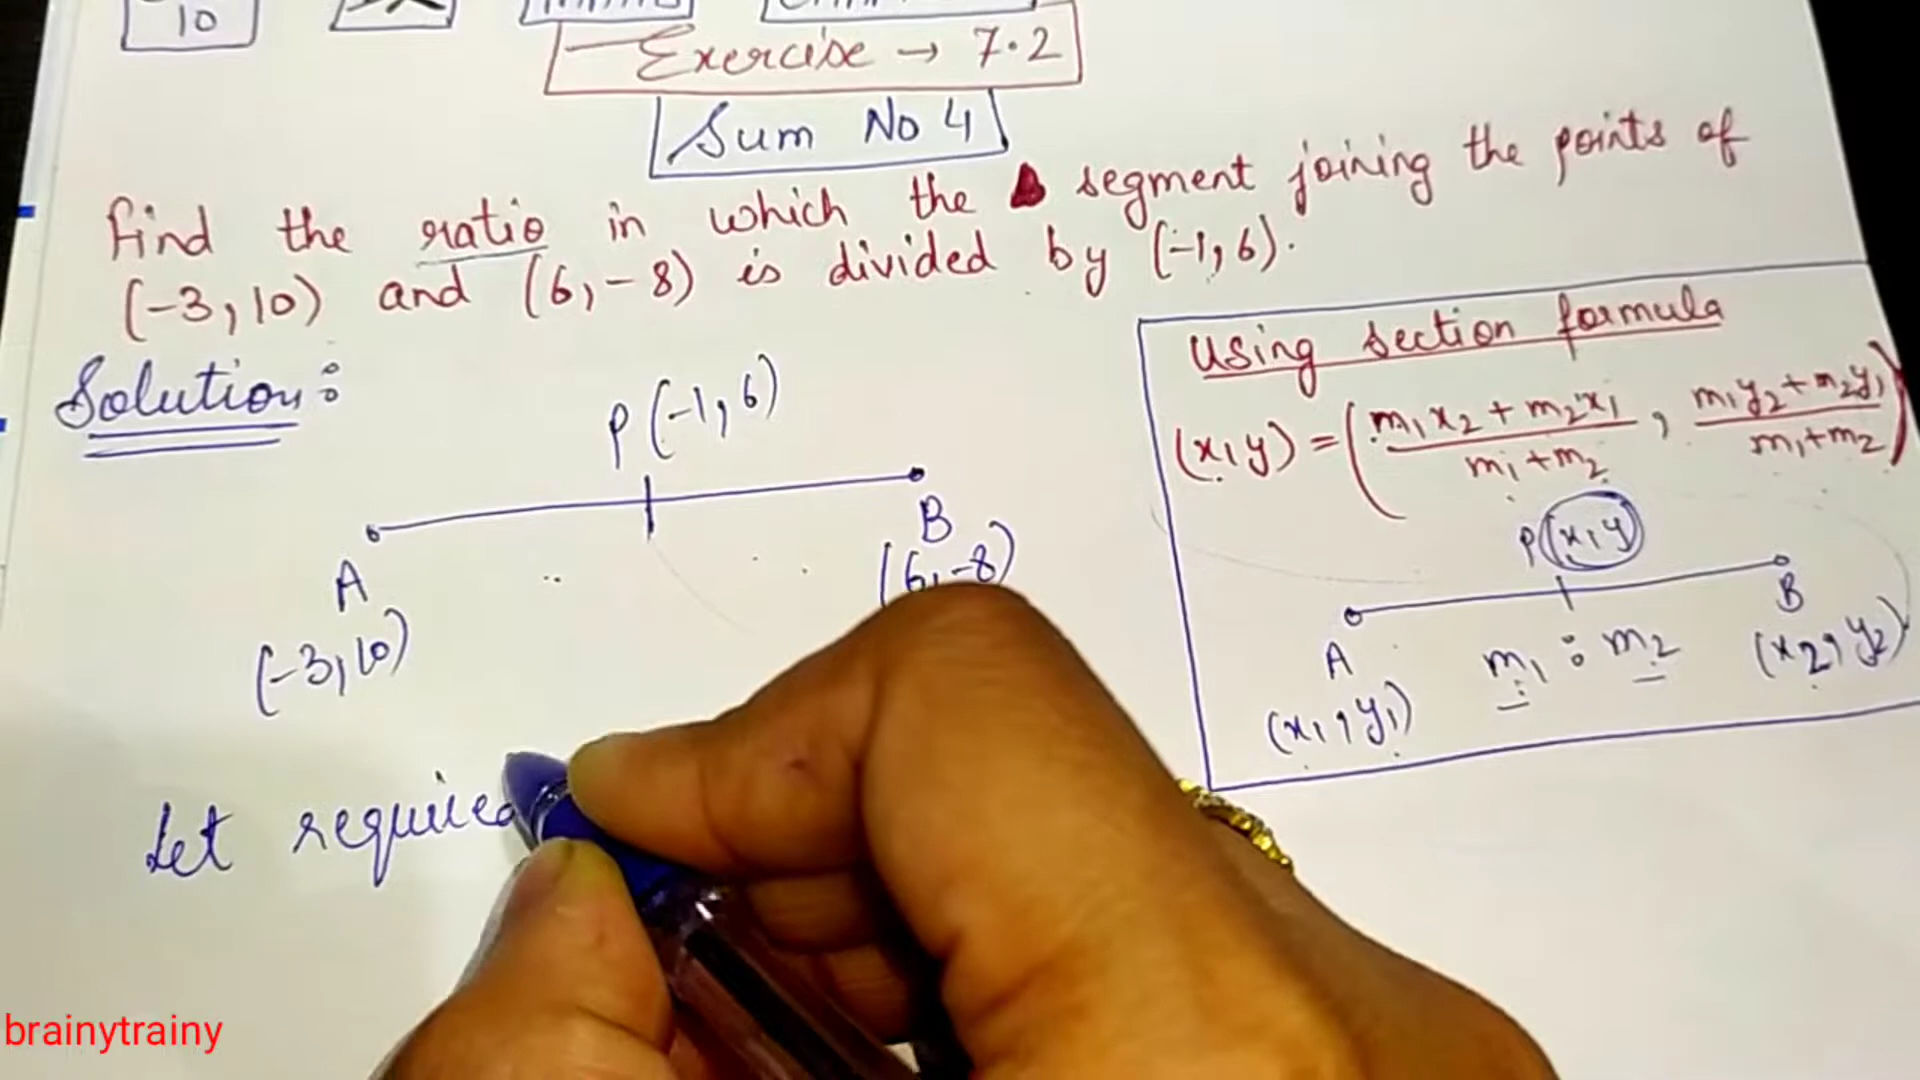 10
Exercise → 7.2
Sum No 4
Find the ratio in which the segment joining the points of
(-3,10) and (6,-8) is divided by (-1,6).
Solution:
P(-1,6)
A
B
(-3,10)
(6,-8)
Let required
Using section formula
(x,y) = (m₁x₂ + m₂x₁ / m₁+m₂ , m₁y₂ + m₂y₁ / m₁+m₂)
P(x,y)
A
m₁ : m₂
B
(x₁,y₁)
(x₂,y₂)
brainytrainy